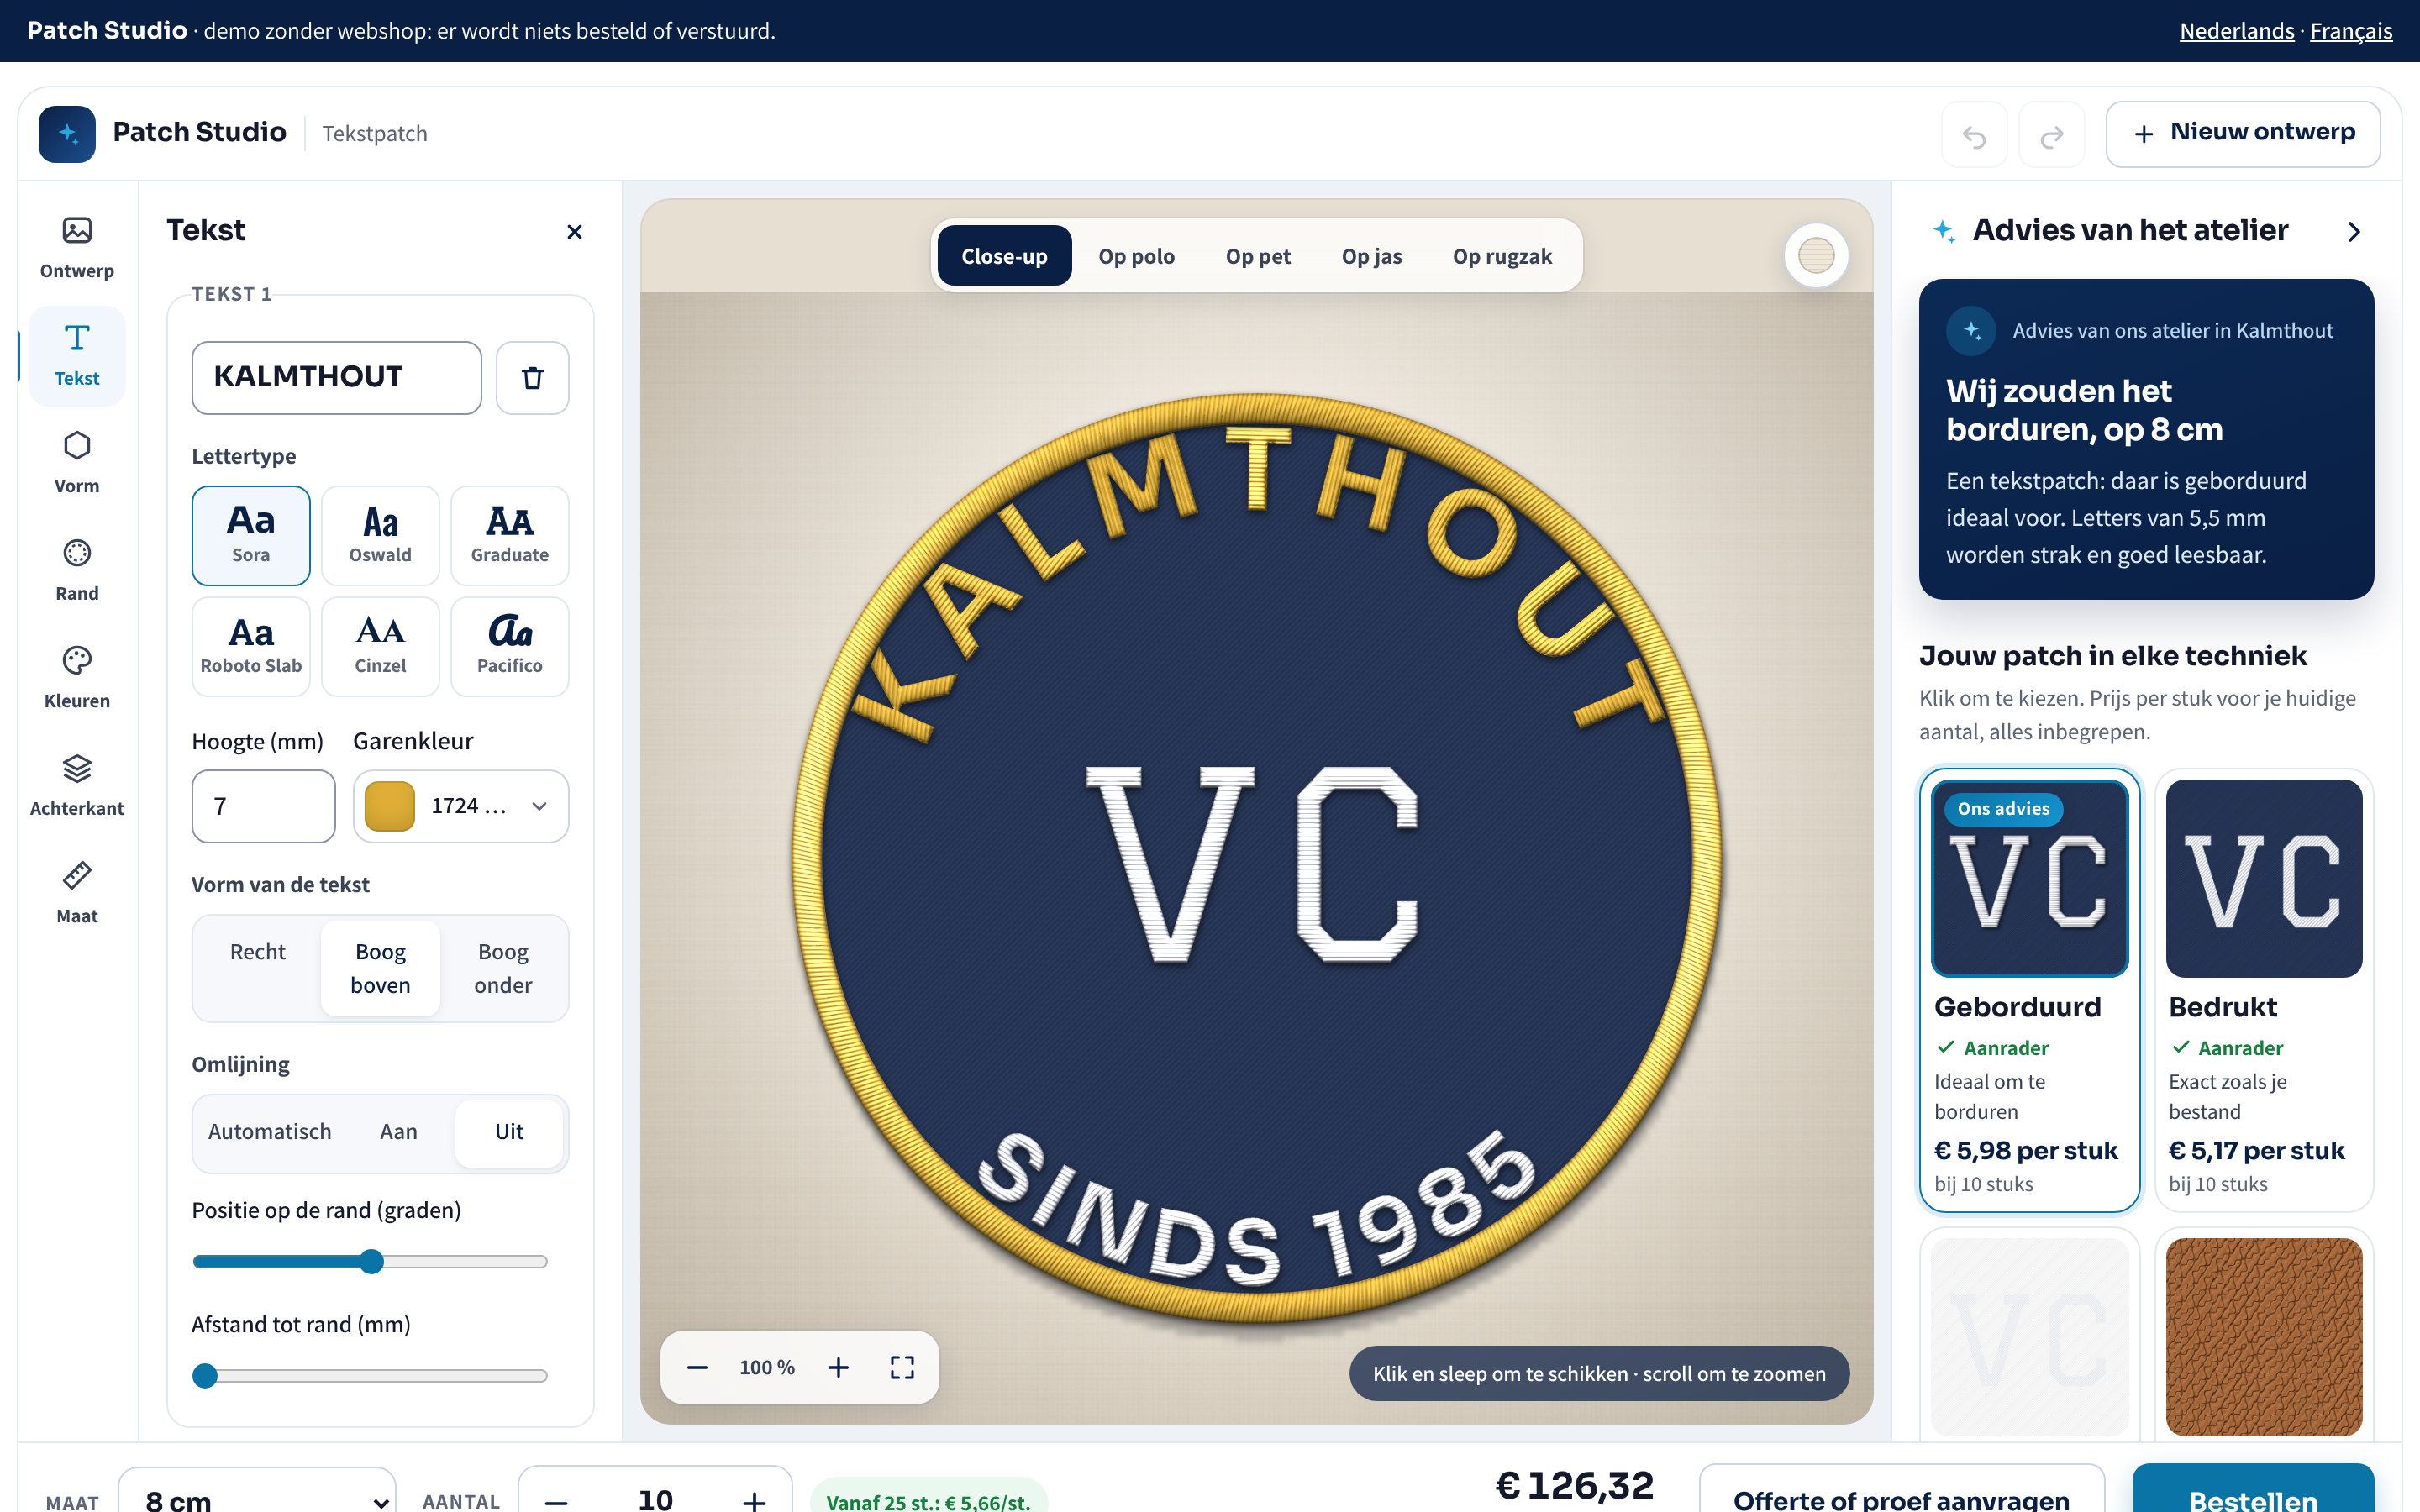 Patch Studio · demo zonder webshop: er wordt niets besteld of verstuurd.
Nederlands · Français
Patch Studio
Tekstpatch
Nieuw ontwerp
Ontwerp
Tekst
Vorm
Rand
Kleuren
Achterkant
Maat
Tekst
TEKST 1
KALMTHOUT
Lettertype
Aa
Sora
Aa
Oswald
AA
Graduate
Aa
Roboto Slab
AA
Cinzel
Aa
Pacifico
Hoogte (mm)
Garenkleur
7
1724 ...
Vorm van de tekst
Recht
Boog
boven
Boog
onder
Omlijning
Automatisch
Aan
Uit
Positie op de rand (graden)
Afstand tot rand (mm)
Close-up
Op polo
Op pet
Op jas
Op rugzak
KALMTHOUT
VC
SINDS 1985
100 %
Klik en sleep om te schikken · scroll om te zoomen
Advies van het atelier
Advies van ons atelier in Kalmthout
Wij zouden het
borduren, op 8 cm
Een tekstpatch: daar is geborduurd
ideaal voor. Letters van 5,5 mm
worden strak en goed leesbaar.
Jouw patch in elke techniek
Klik om te kiezen. Prijs per stuk voor je huidige
aantal, alles inbegrepen.
Ons advies
VC
Geborduurd
Aanrader
Ideaal om te
borduren
€ 5,98 per stuk
bij 10 stuks
VC
Bedrukt
Aanrader
Exact zoals je
bestand
€ 5,17 per stuk
bij 10 stuks
VC
MAAT
8 cm
AANTAL
10
Vanaf 25 st.: € 5,66/st.
€ 126,32
Offerte of proef aanvragen
Bestellen